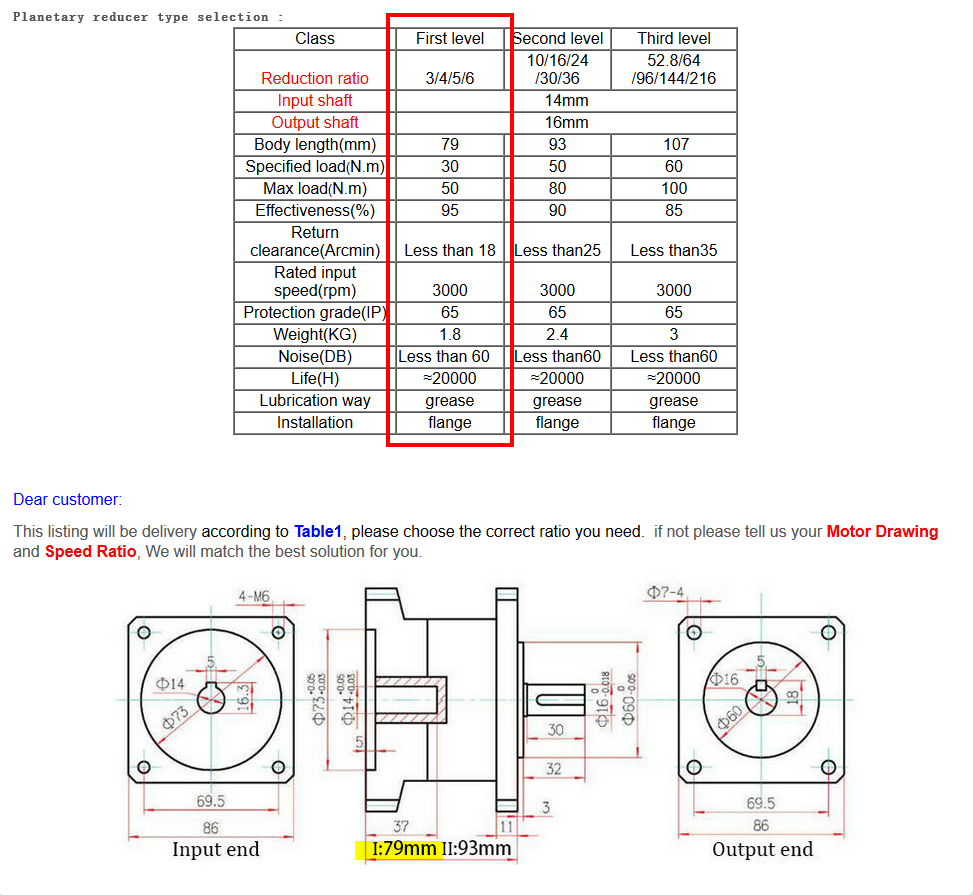 Planetary reducer type selection :
Class First level Second level Third level
Reduction ratio 3/4/5/6 10/16/24 /30/36 52.8/64 /96/144/216
Input shaft 14mm
Output shaft 16mm
Body length(mm) 79 93 107
Specified load(N.m) 30 50 60
Max load(N.m) 50 80 100
Effectiveness(%) 95 90 85
Return clearance(Arcmin) Less than 18 Less than25 Less than35
Rated input speed(rpm) 3000 3000 3000
Protection grade(IP) 65 65 65
Weight(KG) 1.8 2.4 3
Noise(DB) Less than 60 Less than60 Less than60
Life(H) ≈20000 ≈20000 ≈20000
Lubrication way grease grease grease
Installation flange flange flange
Dear customer:
This listing will be delivery according to Table1, please choose the correct ratio you need. if not please tell us your Motor Drawing
and Speed Ratio, We will match the best solution for you.
4-M6
5
Φ14
16.3
Φ73
69.5
86
Input end
Φ73 +0.05 +0.03
Φ14 +0.05 +0.03
5
37
I:79mm II:93mm
11
3
30
32
Φ16 0 -0.018
Φ60 0 -0.05
Φ7-4
5
Φ16
18
Φ60
69.5
86
Output end